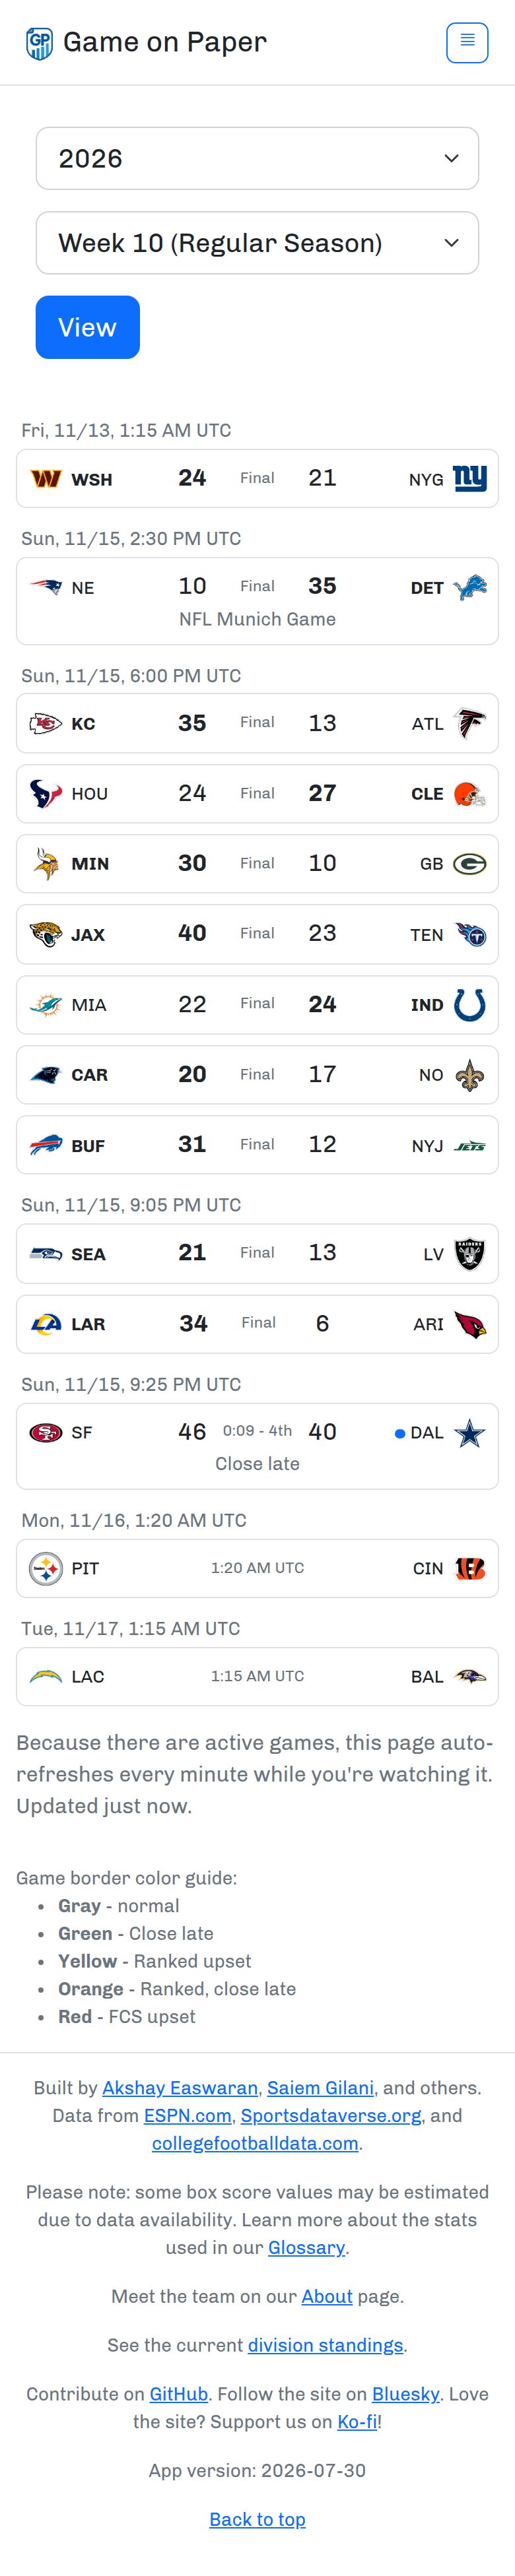 GP Game on Paper
2026
Week 10 (Regular Season)
View
Fri, 11/13, 1:15 AM UTC
WSH 24 Final 21 NYG ny
Sun, 11/15, 2:30 PM UTC
NE 10 Final 35 DET
NFL Munich Game
Sun, 11/15, 6:00 PM UTC
KC KC 35 Final 13 ATL
HOU 24 Final 27 CLE
MIN 30 Final 10 GB G
JAX 40 Final 23 TEN T
MIA 22 Final 24 IND
CAR 20 Final 17 NO
BUF 31 Final 12 NYJ JETS
Sun, 11/15, 9:05 PM UTC
SEA 21 Final 13 LV RAIDERS
LA LAR 34 Final 6 ARI
Sun, 11/15, 9:25 PM UTC
SF SF 46 0:09 - 4th 40 DAL
Close late
Mon, 11/16, 1:20 AM UTC
Steelers PIT 1:20 AM UTC CIN B
Tue, 11/17, 1:15 AM UTC
LAC 1:15 AM UTC BAL
Because there are active games, this page auto-
refreshes every minute while you're watching it.
Updated just now.
Game border color guide:
• Gray - normal
• Green - Close late
• Yellow - Ranked upset
• Orange - Ranked, close late
• Red - FCS upset
Built by Akshay Easwaran, Saiem Gilani, and others.
Data from ESPN.com, Sportsdataverse.org, and
collegefootballdata.com.
Please note: some box score values may be estimated
due to data availability. Learn more about the stats
used in our Glossary.
Meet the team on our About page.
See the current division standings.
Contribute on GitHub. Follow the site on Bluesky. Love
the site? Support us on Ko-fi!
App version: 2026-07-30
Back to top